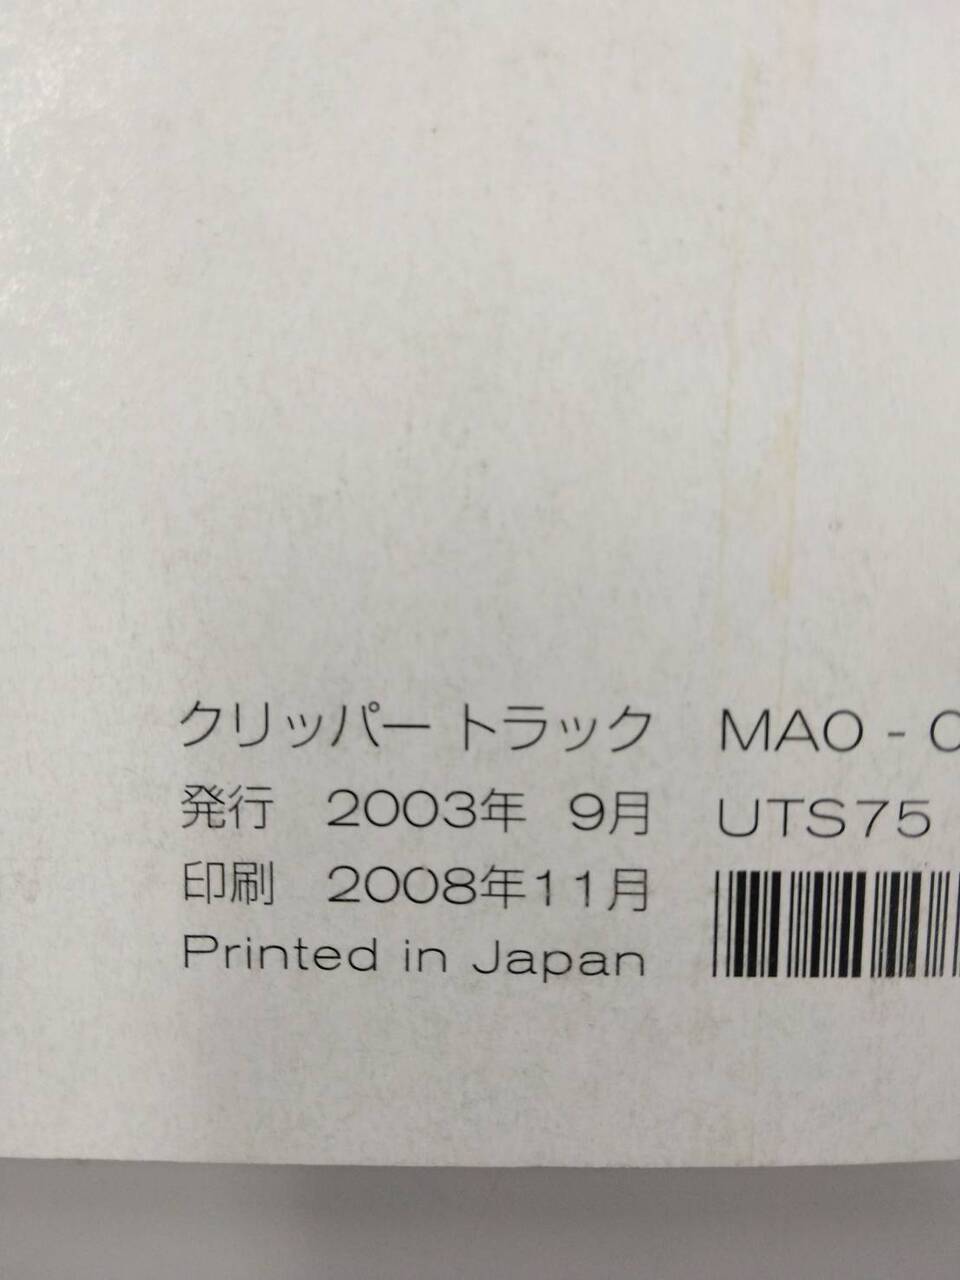 クリッパー トラック MAO - 
発行 2003年 9月 UTS75
印刷 2008年11月
Printed in Japan